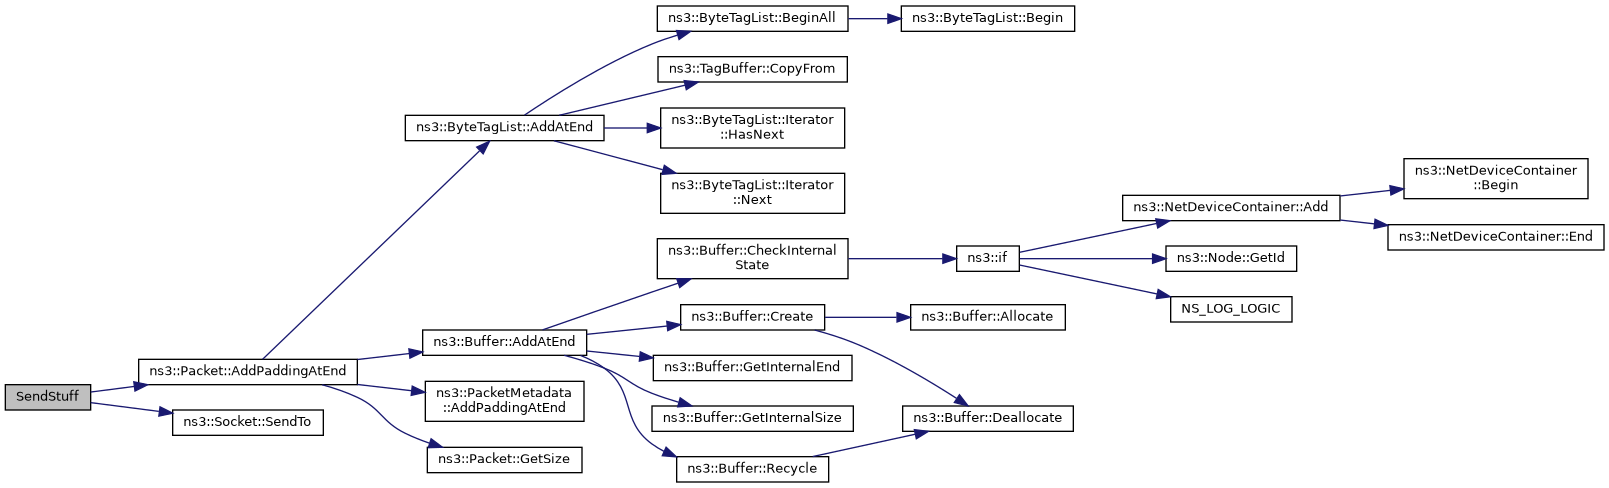 ns3::ByteTagList::BeginAll
ns3::ByteTagList::Begin
ns3::TagBuffer::CopyFrom
ns3::ByteTagList::AddAtEnd
ns3::ByteTagList::Iterator
::HasNext
ns3::ByteTagList::Iterator
::Next
ns3::NetDeviceContainer
::Begin
ns3::NetDeviceContainer::Add
ns3::NetDeviceContainer::End
ns3::Buffer::CheckInternal
State
ns3::if
ns3::Node::GetId
NS_LOG_LOGIC
ns3::Buffer::Create
ns3::Buffer::Allocate
ns3::Buffer::AddAtEnd
ns3::Buffer::GetInternalEnd
ns3::Packet::AddPaddingAtEnd
SendStuff
ns3::PacketMetadata
::AddPaddingAtEnd
ns3::Buffer::GetInternalSize
ns3::Buffer::Deallocate
ns3::Socket::SendTo
ns3::Packet::GetSize
ns3::Buffer::Recycle